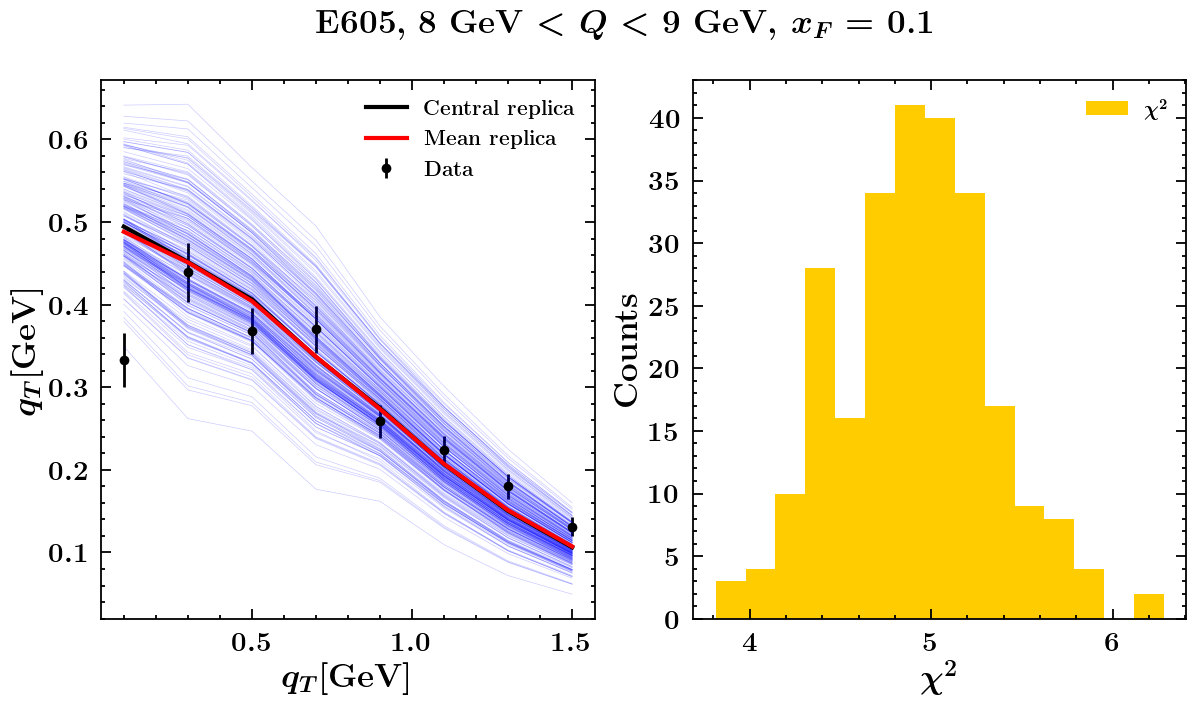 E605, 8 GeV < Q < 9 GeV, x_F = 0.1
Central replica
Mean replica
Data
0.6
0.5
0.4
0.3
0.2
0.1
q_T[GeV]
0.5 1.0 1.5
q_T[GeV]
χ²
40
35
30
25
20
15
10
5
0
Counts
4 5 6
χ²